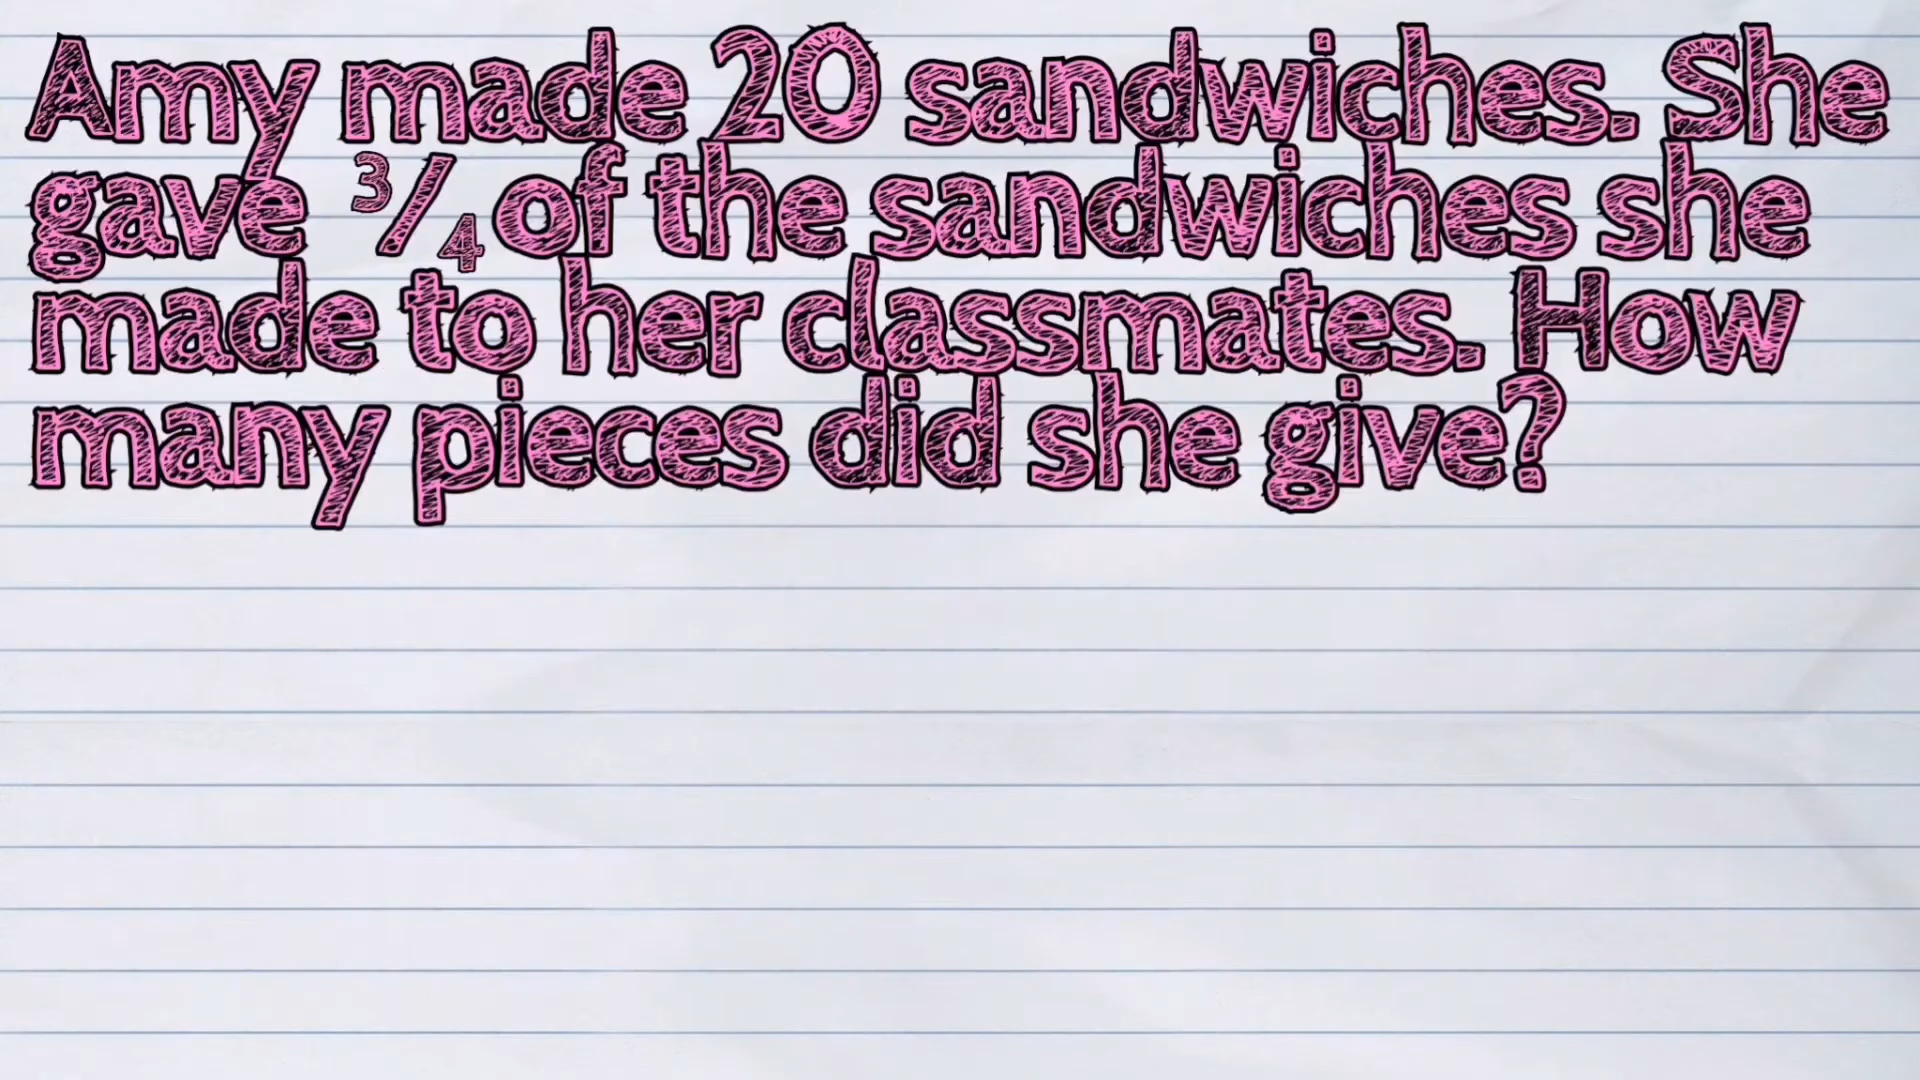 Amy made 20 sandwiches. She
gave ¾ of the sandwiches she
made to her classmates. How
many pieces did she give?